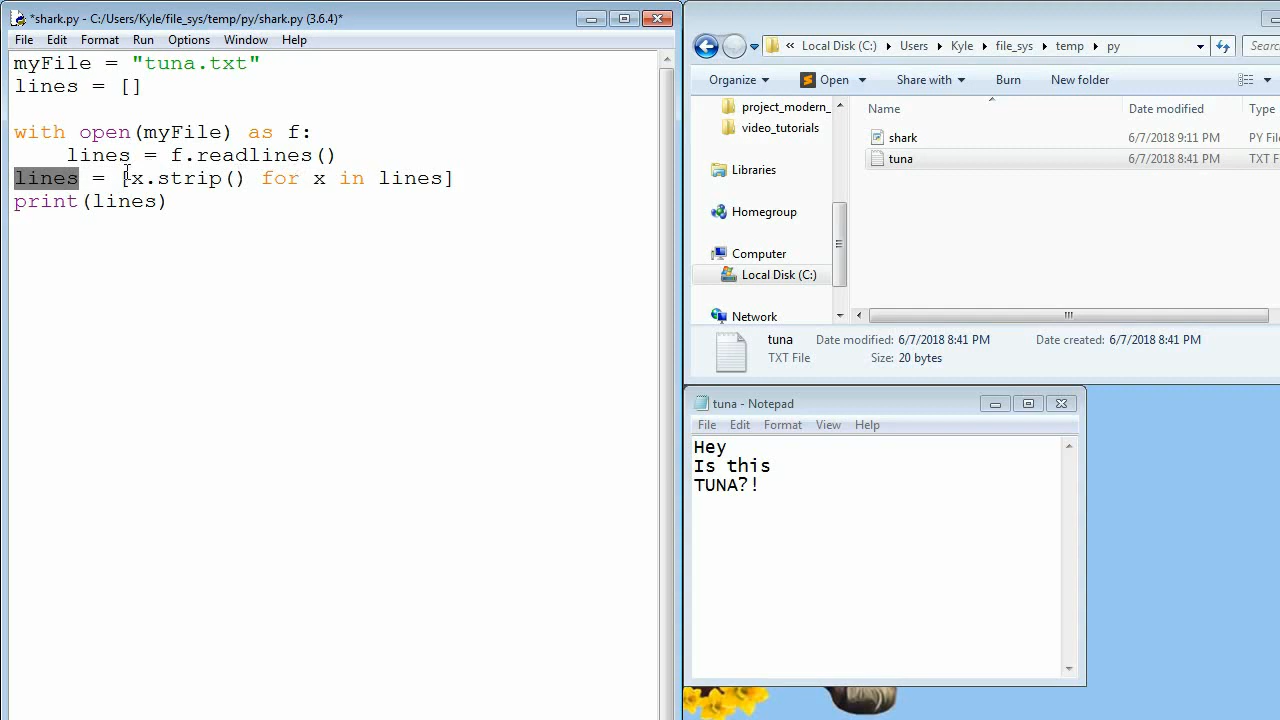 *shark.py - C:/Users/Kyle/file_sys/temp/py/shark.py (3.6.4)*
File Edit Format Run Options Window Help
myFile = "tuna.txt"
lines = []
with open(myFile) as f:
    lines = f.readlines()
lines = [x.strip() for x in lines]
print(lines)
« Local Disk (C:) Users Kyle file_sys temp py Searc
Organize Open Share with Burn New folder
project_modern_
video_tutorials
Libraries
Homegroup
Computer
Local Disk (C:)
Network
Name Date modified Type
shark 6/7/2018 9:11 PM PY File
tuna 6/7/2018 8:41 PM TXT F
tuna Date modified: 6/7/2018 8:41 PM Date created: 6/7/2018 8:41 PM
TXT File Size: 20 bytes
tuna - Notepad
File Edit Format View Help
Hey
Is this
TUNA?!